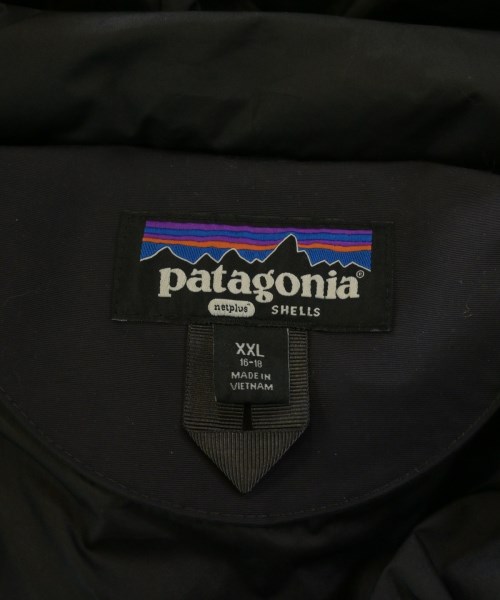 patagonia®
netplus® SHELLS
XXL
16-18
MADE IN
VIETNAM